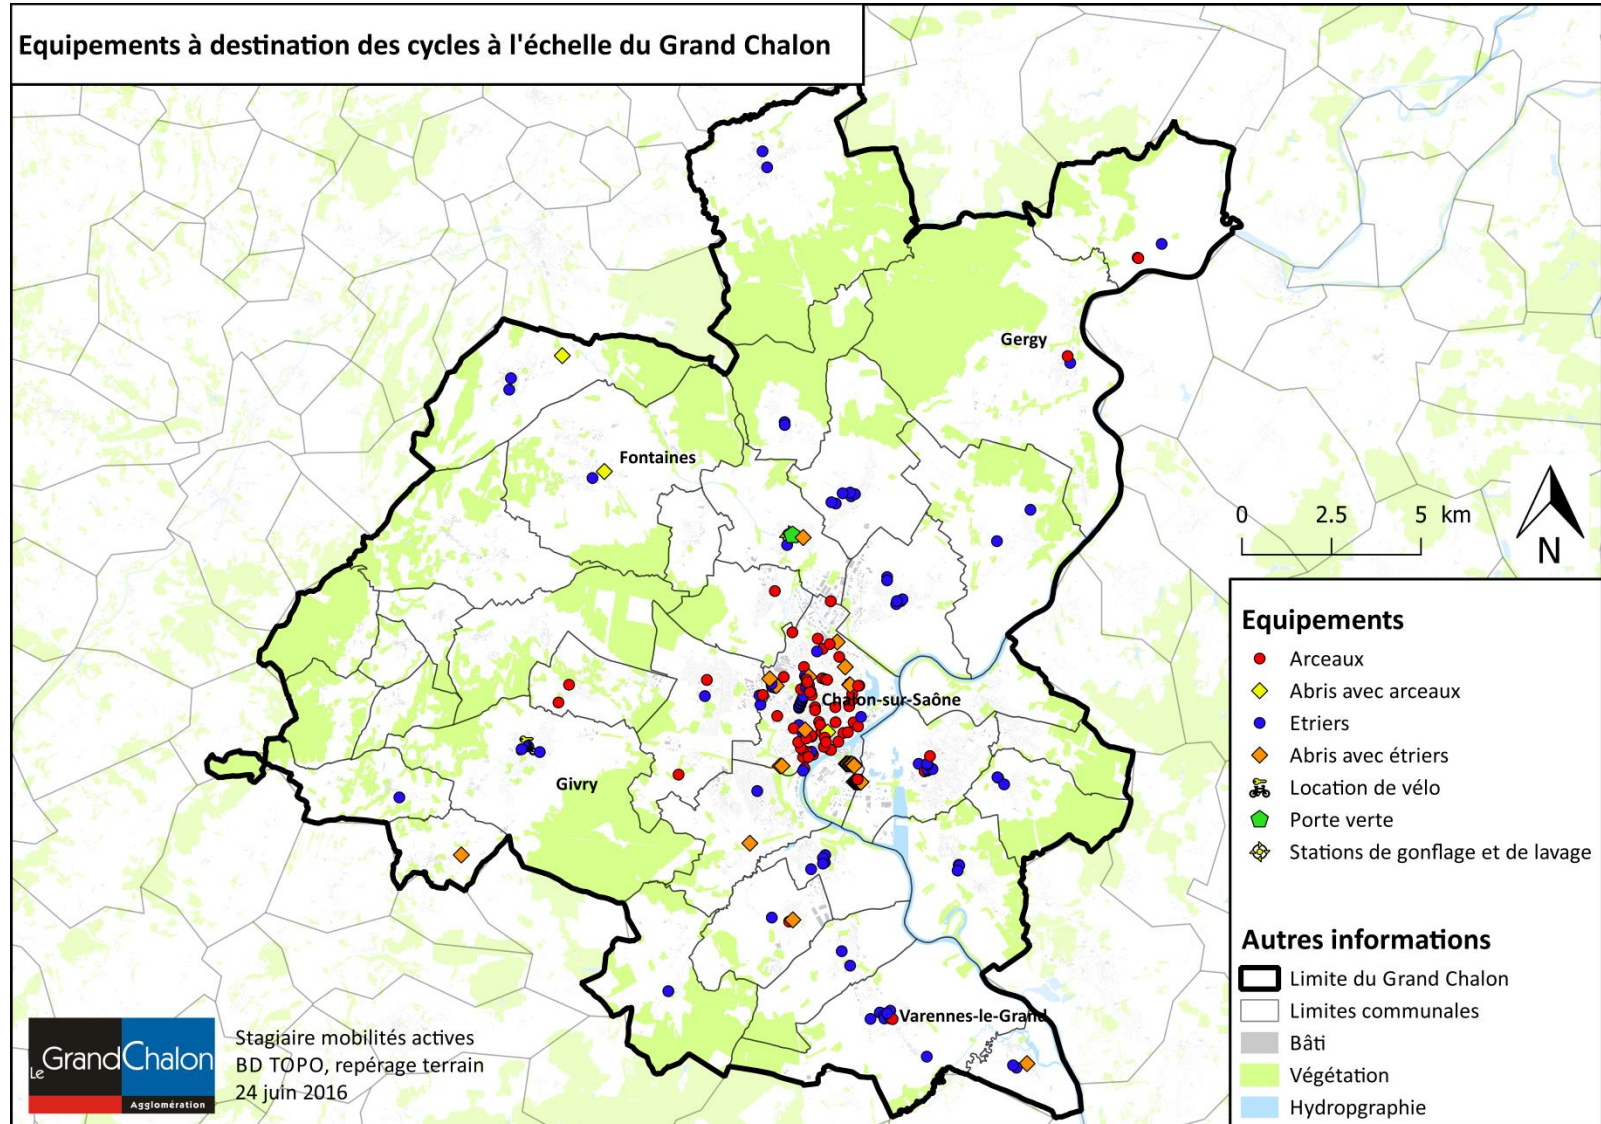 Equipements à destination des cycles à l'échelle du Grand Chalon
Gergy
Fontaines
Chalon-sur-Saône
Givry
Varennes-le-Grand
0 2.5 5 km
N
Equipements
Arceaux
Abris avec arceaux
Etriers
Abris avec étriers
Location de vélo
Porte verte
Stations de gonflage et de lavage
Autres informations
Limite du Grand Chalon
Limites communales
Bâti
Végétation
Hydropgraphie
Le GrandChalon
Agglomération
Stagiaire mobilités actives
BD TOPO, repérage terrain
24 juin 2016